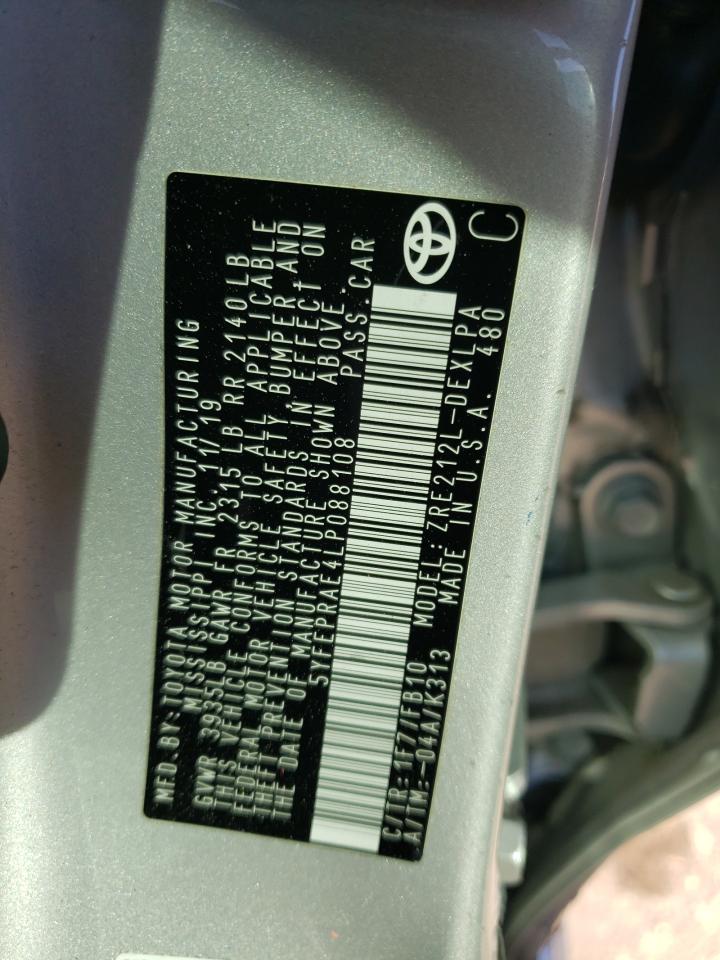 MFD.BY:TOYOTA MOTOR MANUFACTURING
MISSISSIPPI INC. 11/19
GVWR 3935LB GAWR FR 2315 LB RR 2140 LB
THIS VEHICLE CONFORMS TO ALL APPLICABLE
FEDERAL MOTOR VEHICLE SAFETY BUMPER, AND
THEFT PREVENTION STANDARDS IN EFFECT ON
THE DATE OF MANUFACTURE SHOWN ABOVE.
5YFEPRAE4LP088108 PASS.CAR
C/TR:1F7/FB10 MODEL:ZRE212L-DEXLPA
A/TM:-04A/K313 MADE IN U.S.A. 480
C